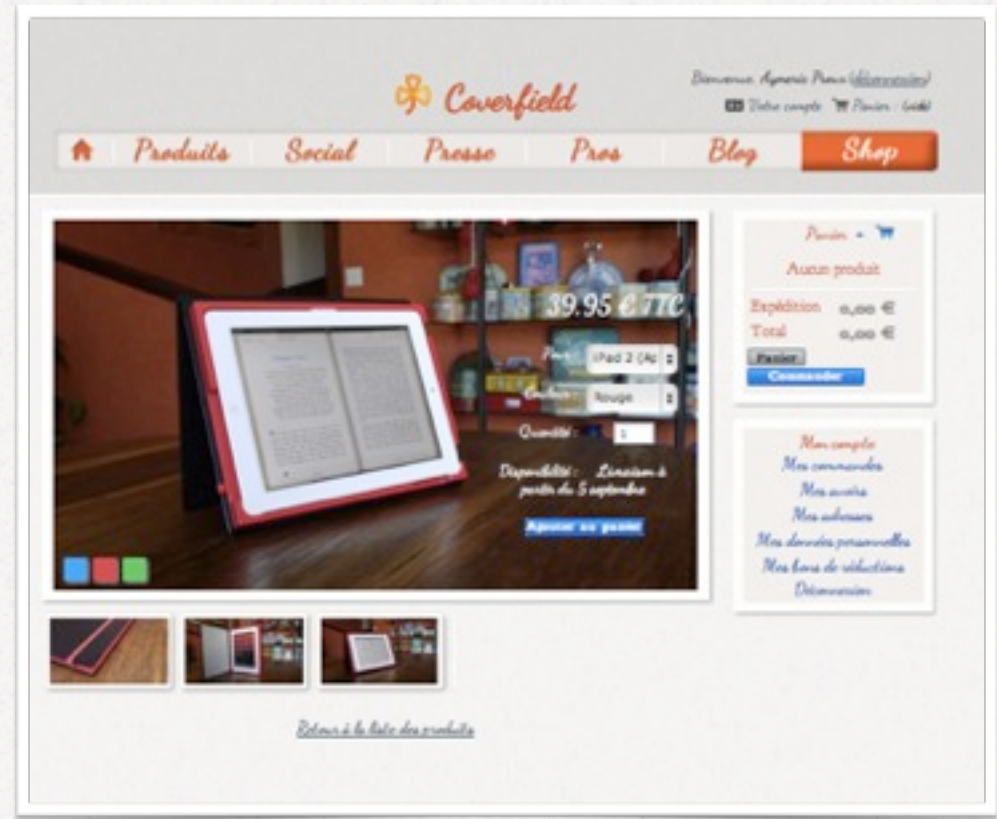 Coverfield
Bienvenue, Aymeric Proux (déconnexion)
Votre compte Panier : (vide)
Produits Social Presse Pros Blog Shop
39.95 € TTC
Pour : iPad 2 (Ap
Couleur : Rouge
Quantité : 1
Disponibilité : Livraison à
partir du 5 septembre
Ajouter au panier
Panier
Aucun produit
Expédition 0,00 €
Total 0,00 €
Panier
Commander
Mon compte
Mes commandes
Mes avoirs
Mes adresses
Mes données personnelles
Mes bons de réductions
Déconnexion
Retour à la liste des produits